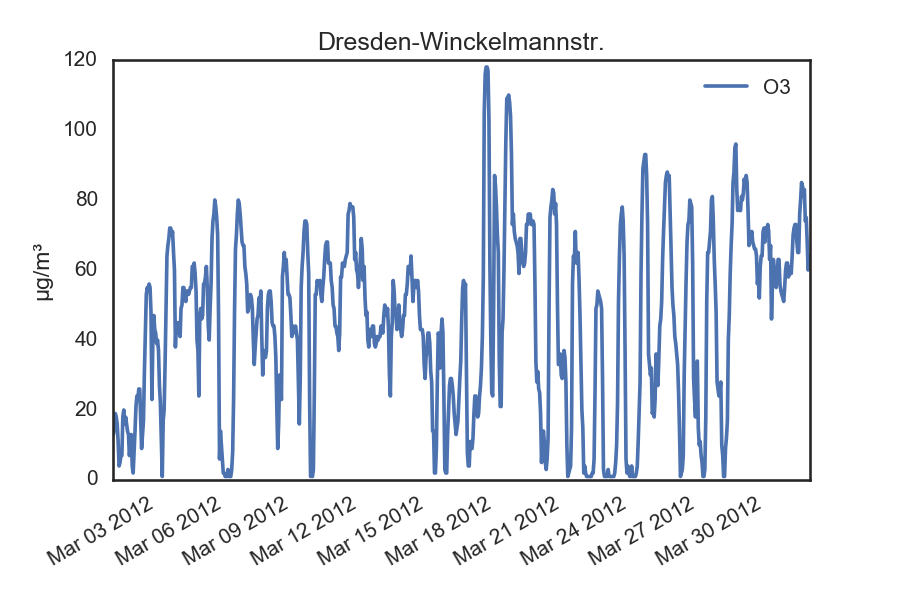 Dresden-Winckelmannstr.
O3
µg/m³
120
100
80
60
40
20
0
Mar 03 2012
Mar 06 2012
Mar 09 2012
Mar 12 2012
Mar 15 2012
Mar 18 2012
Mar 21 2012
Mar 24 2012
Mar 27 2012
Mar 30 2012